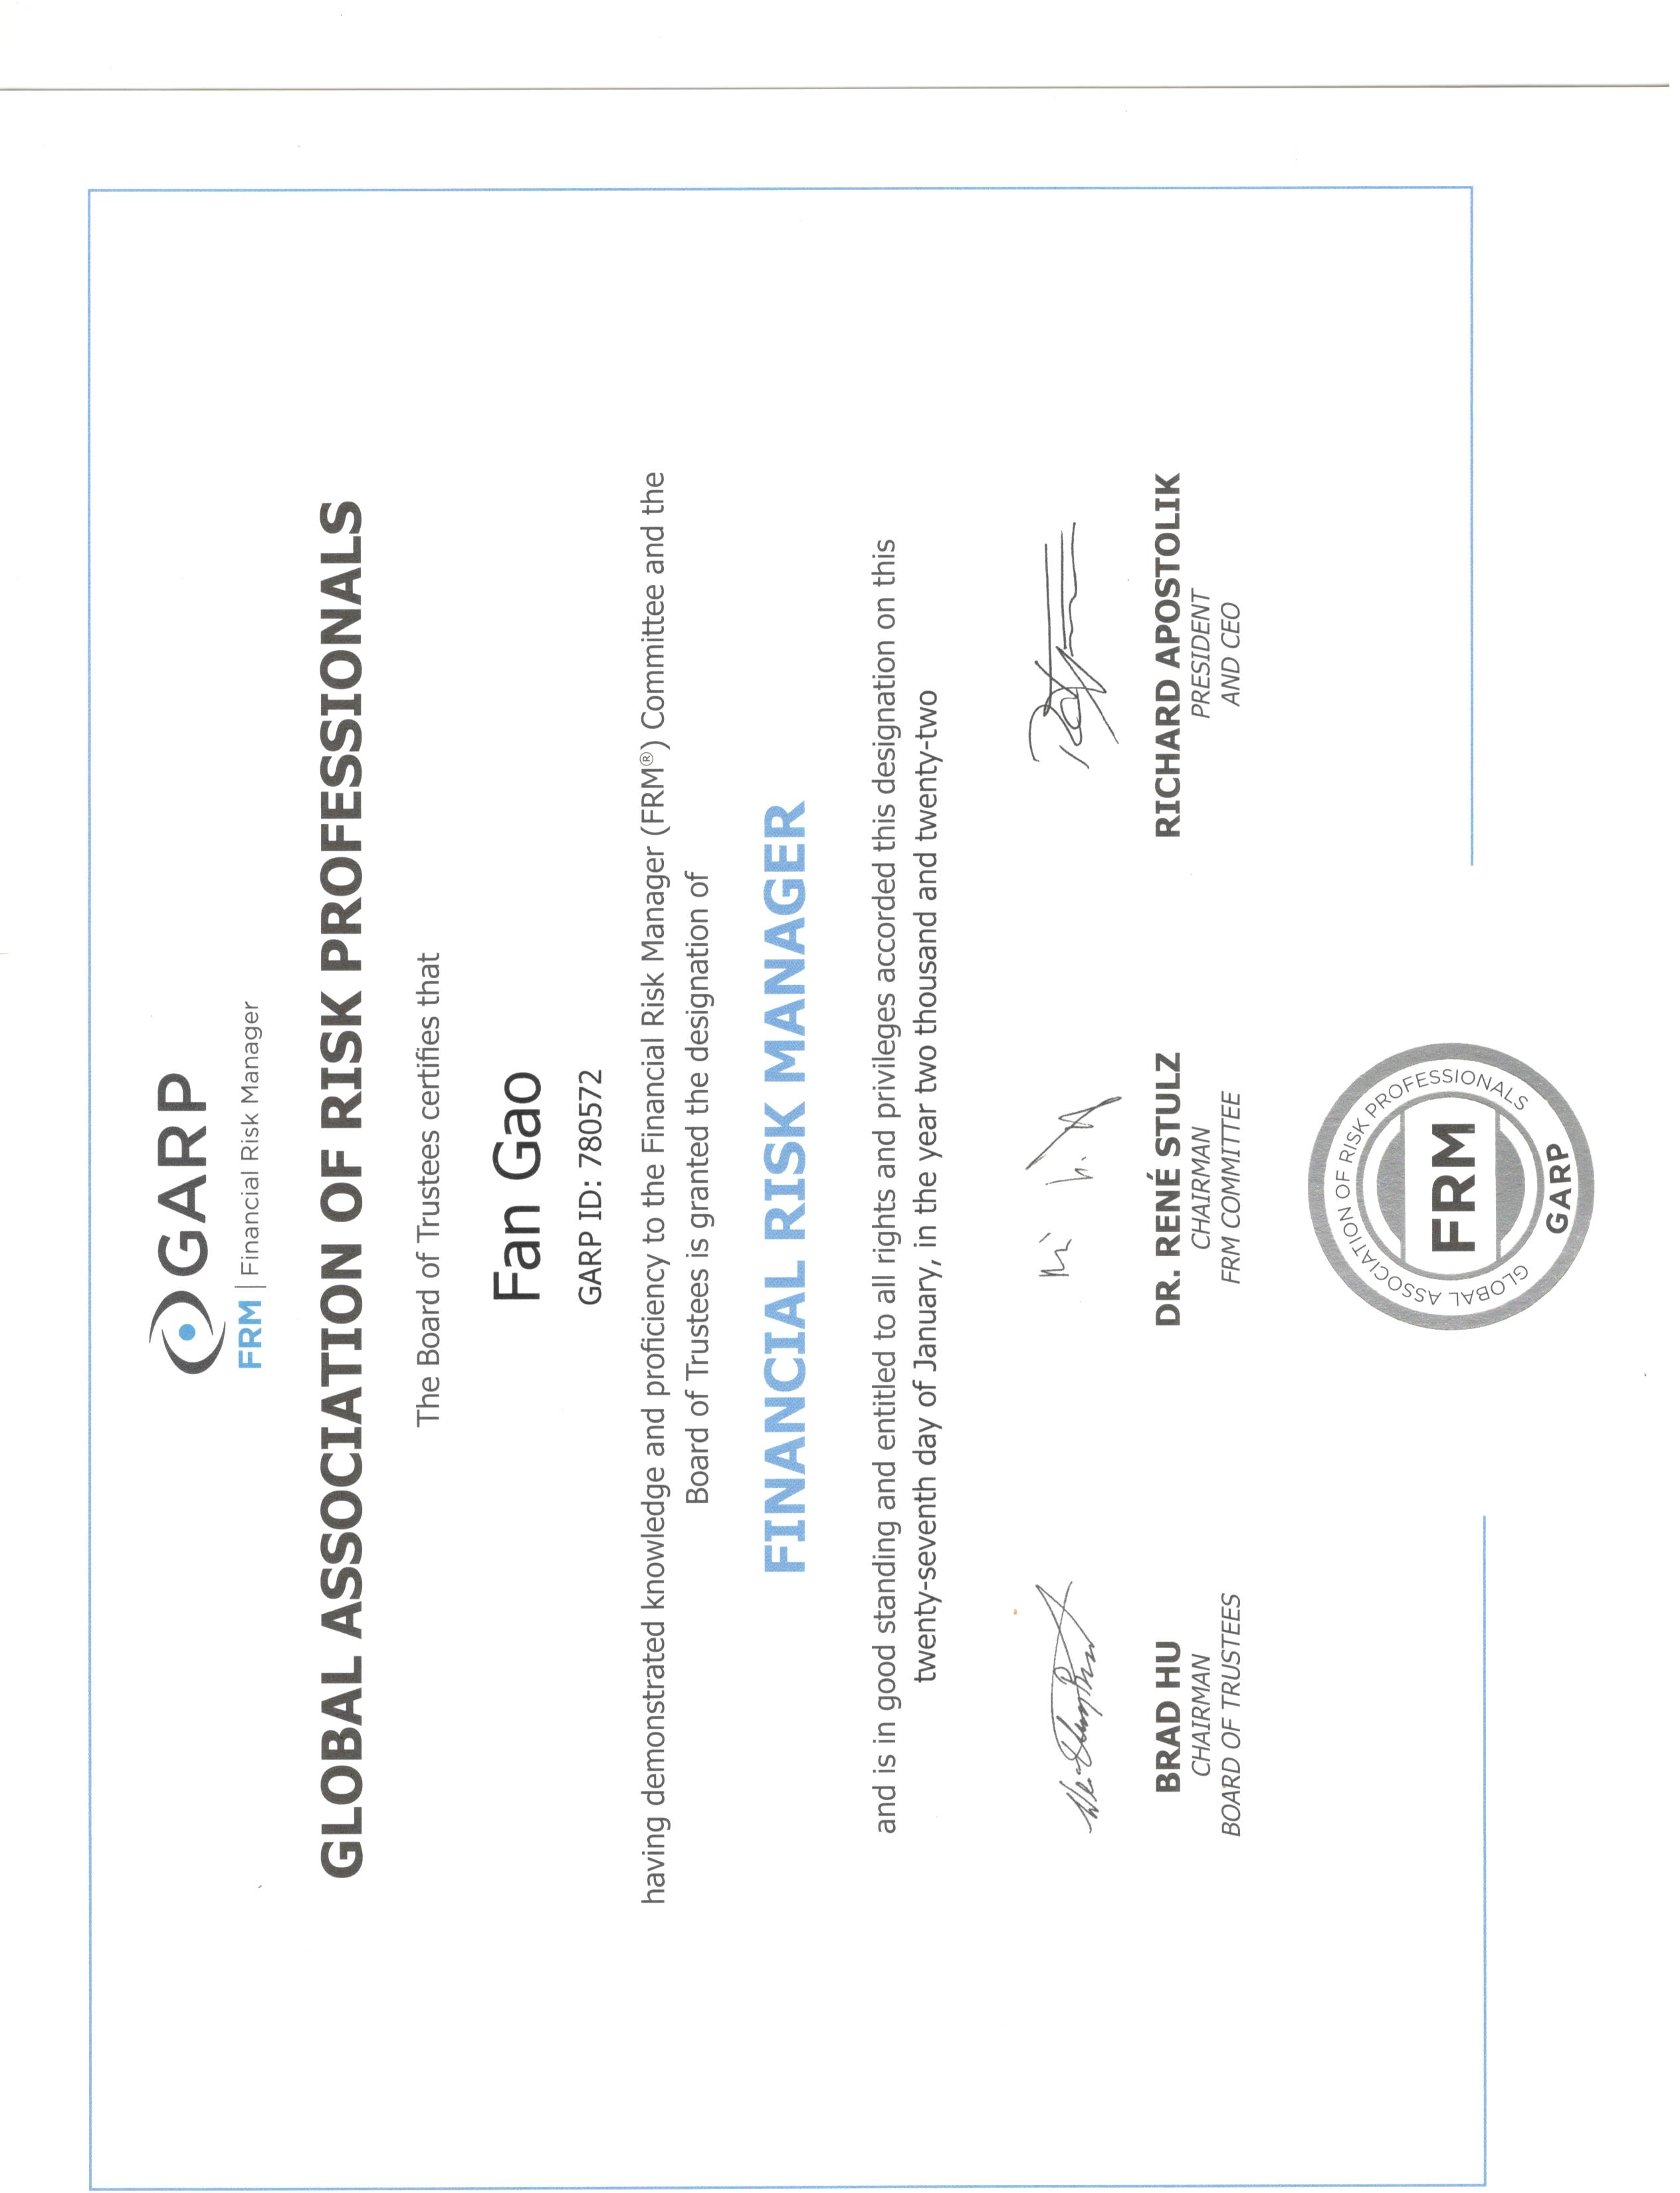 GARP
FRM | Financial Risk Manager
GLOBAL ASSOCIATION OF RISK PROFESSIONALS
The Board of Trustees certifies that
Fan Gao
GARP ID: 780572
having demonstrated knowledge and proficiency to the Financial Risk Manager (FRM®) Committee and the
Board of Trustees is granted the designation of
FINANCIAL RISK MANAGER
and is in good standing and entitled to all rights and privileges accorded this designation on this
twenty-seventh day of January, in the year two thousand and twenty-two
BRAD HU
CHAIRMAN
BOARD OF TRUSTEES
DR. RENÉ STULZ
CHAIRMAN
FRM COMMITTEE
RICHARD APOSTOLIK
PRESIDENT
AND CEO
GLOBAL ASSOCIATION OF RISK PROFESSIONALS
FRM
GARP